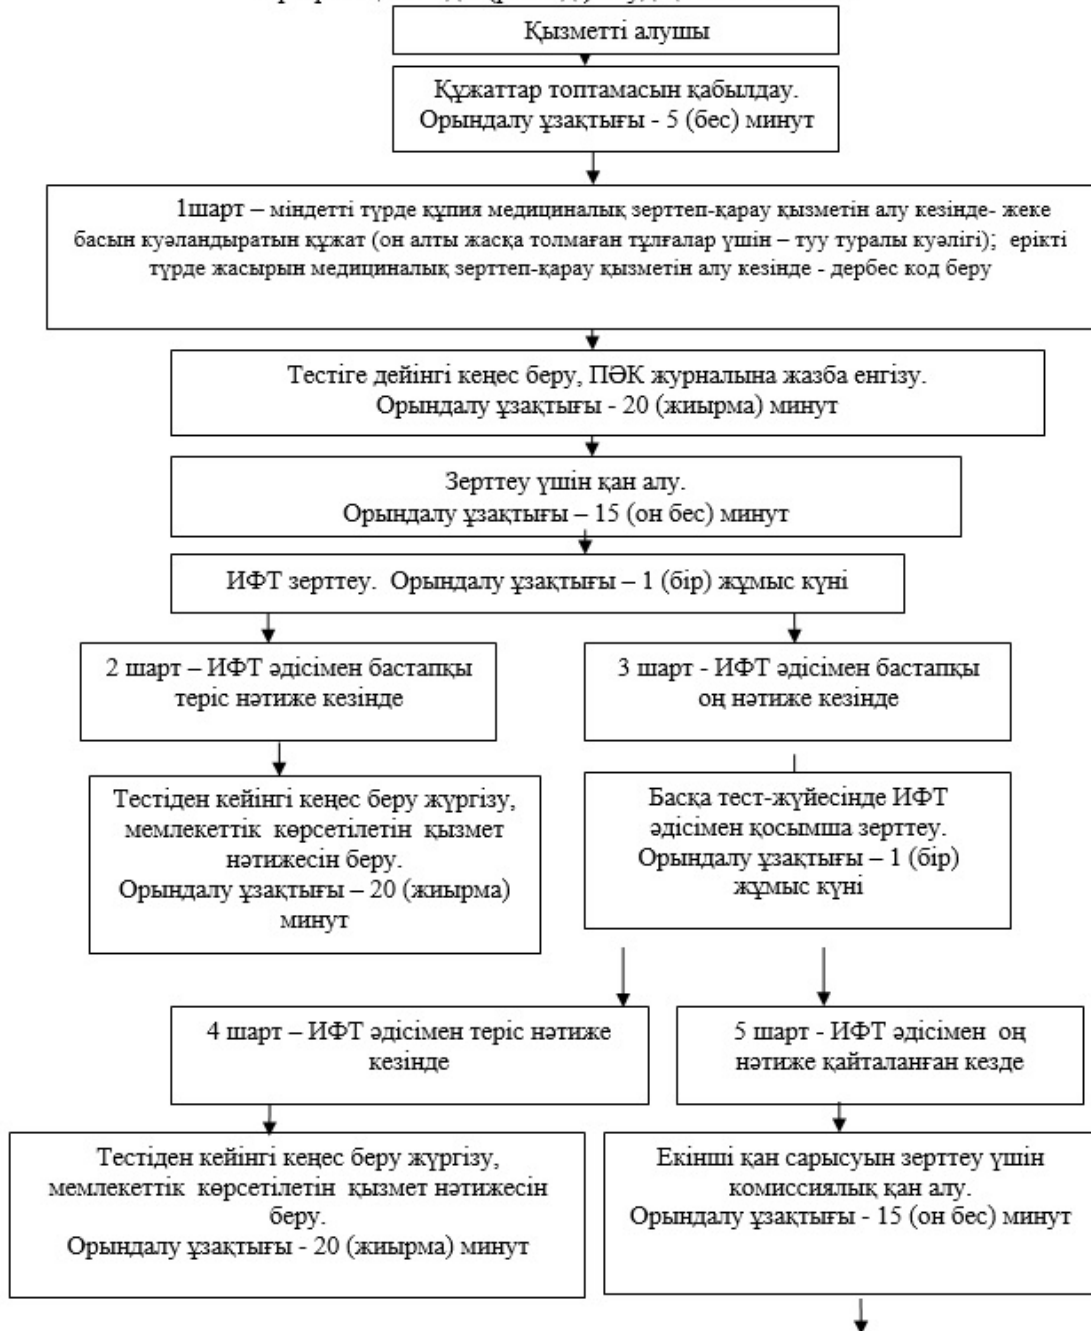 Қызметті алушы
Құжаттар топтамасын қабылдау.
Орындалу ұзақтығы - 5 (бес) минут
1шарт – міндетті түрде құпия медициналық зерттеп-қарау қызметін алу кезінде- жеке
басын куәландыратын құжат (он алты жасқа толмаған тұлғалар үшін – туу туралы куәлігі); ерікті
түрде жасырын медициналық зерттеп-қарау қызметін алу кезінде - дербес код беру
Тестіге дейінгі кеңес беру, ПӘК журналына жазба енгізу.
Орындалу ұзақтығы - 20 (жиырма) минут
Зерттеу үшін қан алу.
Орындалу ұзақтығы – 15 (он бес) минут
ИФТ зерттеу. Орындалу ұзақтығы – 1 (бір) жұмыс күні
2 шарт – ИФТ әдісімен бастапқы
теріс нәтиже кезінде
3 шарт - ИФТ әдісімен бастапқы
оң нәтиже кезінде
Тестіден кейінгі кеңес беру жүргізу,
мемлекеттік көрсетілетін қызмет
нәтижесін беру.
Орындалу ұзақтығы – 20 (жиырма)
минут
Басқа тест-жүйесінде ИФТ
әдісімен қосымша зерттеу.
Орындалу ұзақтығы – 1 (бір)
жұмыс күні
4 шарт – ИФТ әдісімен теріс нәтиже
кезінде
5 шарт - ИФТ әдісімен оң
нәтиже қайталанған кезде
Тестіден кейінгі кеңес беру жүргізу,
мемлекеттік көрсетілетін қызмет нәтижесін
беру.
Орындалу ұзақтығы - 20 (жиырма) минут
Екінші қан сарысуын зерттеу үшін
комиссиялық қан алу.
Орындалу ұзақтығы - 15 (он бес) минут